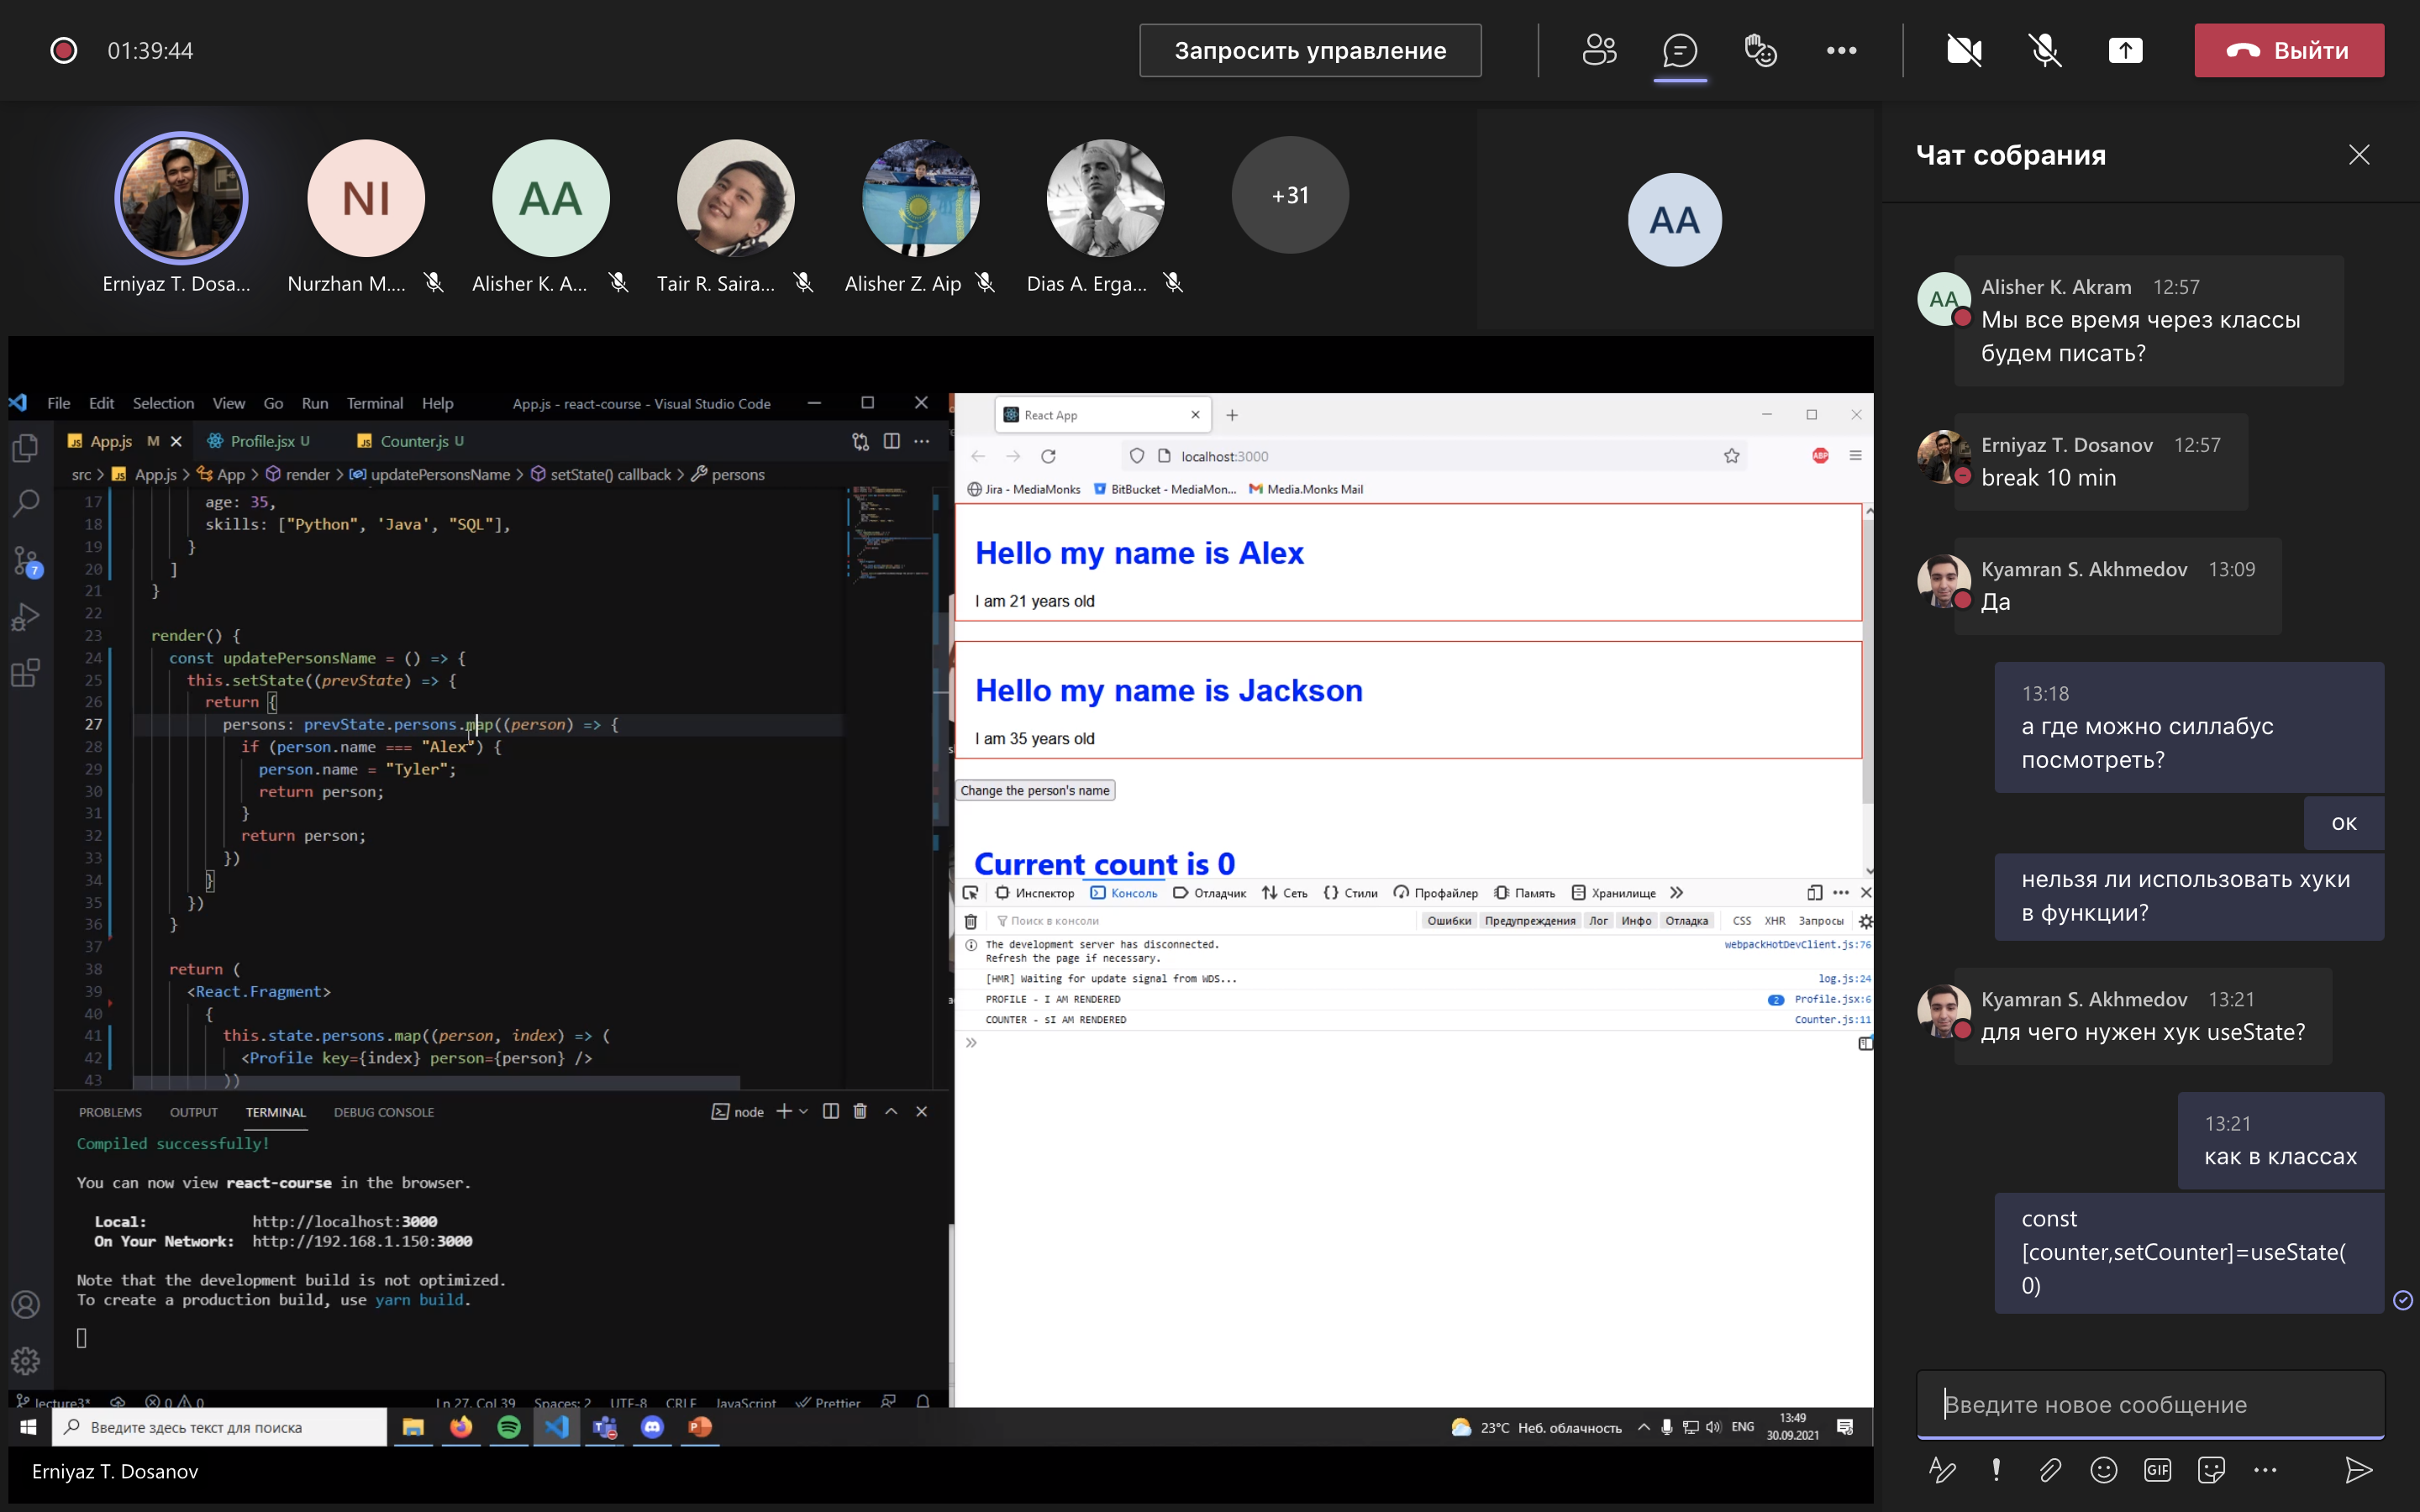 01:39:44
Запросить управление
Выйти
NI
AA
+31
AA
Erniyaz T. Dosa...
Nurzhan M....
Alisher K. A...
Tair R. Saira...
Alisher Z. Aip
Dias A. Erga...
File Edit Selection View Go Run Terminal Help
App.js - react-course - Visual Studio Code
App.js M
Profile.jsx U
Counter.js U
src > App.js > App > render > updatePersonsName > setState() callback > persons
17 age: 35,
18 skills: ["Python", 'Java', "SQL"],
19 }
20 ]
21 }
22
23 render() {
24 const updatePersonsName = () => {
25 this.setState((prevState) => {
26 return {
27 persons: prevState.persons.map((person) => {
28 if (person.name === "Alex") {
29 person.name = "Tyler";
30 return person;
31 }
32 return person;
33 })
34 }
35 })
36 }
37
38 return (
39 <React.Fragment>
40 {
41 this.state.persons.map((person, index) => (
42 <Profile key={index} person={person} />
43 ))
7
PROBLEMS OUTPUT TERMINAL DEBUG CONSOLE
node
Compiled successfully!
You can now view react-course in the browser.
Local: http://localhost:3000
On Your Network: http://192.168.1.150:3000
Note that the development build is not optimized.
To create a production build, use yarn build.
lecture3* 0 0
Ln 27, Col 39 Spaces: 2 UTF-8 CRLF JavaScript Prettier
React App
localhost:3000
ABP
Jira - MediaMonks
BitBucket - MediaMon...
Media.Monks Mail
Hello my name is Alex
I am 21 years old
Hello my name is Jackson
I am 35 years old
Change the person's name
Current count is 0
Инспектор Консоль Отладчик Сеть Стили Профайлер Память Хранилище
Поиск в консоли
Ошибки Предупреждения Лог Инфо Отладка CSS XHR Запросы
The development server has disconnected.
Refresh the page if necessary.
webpackHotDevClient.js:76
[HMR] Waiting for update signal from WDS...
log.js:24
PROFILE - I AM RENDERED
2 Profile.jsx:6
COUNTER - sI AM RENDERED
Counter.js:11
Введите здесь текст для поиска
23°C Неб. облачность
ENG
13:49
30.09.2021
Erniyaz T. Dosanov
Чат собрания
AA
Alisher K. Akram 12:57
Мы все время через классы
будем писать?
Erniyaz T. Dosanov 12:57
break 10 min
Kyamran S. Akhmedov 13:09
Да
13:18
а где можно силлабус
посмотреть?
ок
нельзя ли использовать хуки
в функции?
Kyamran S. Akhmedov 13:21
для чего нужен хук useState?
13:21
как в классах
const
[counter,setCounter]=useState(
0)
Введите новое сообщение
GIF